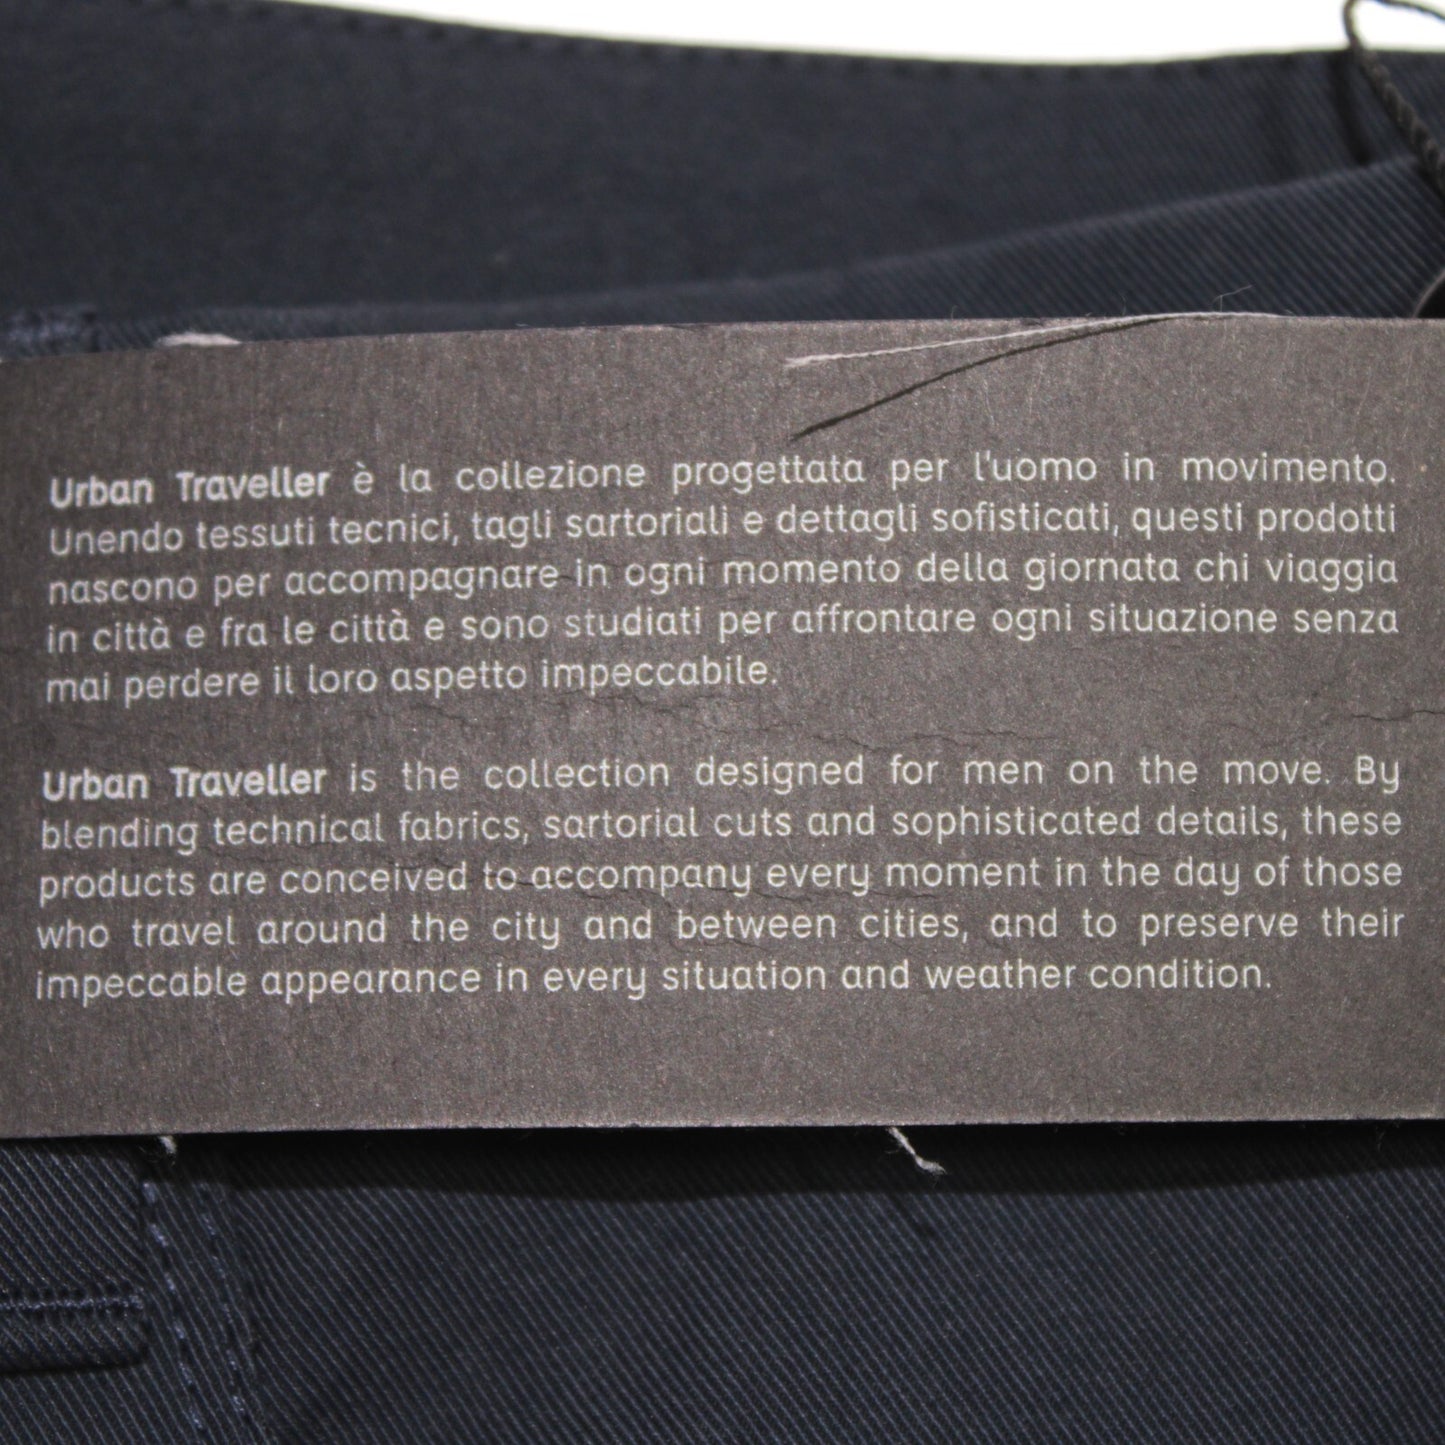 Urban Traveller è la collezione progettata per l'uomo in movimento.
Unendo tessuti tecnici, tagli sartoriali e dettagli sofisticati, questi prodotti
nascono per accompagnare in ogni momento della giornata chi viaggia
in città e fra le città e sono studiati per affrontare ogni situazione senza
mai perdere il loro aspetto impeccabile.
Urban Traveller is the collection designed for men on the move. By
blending technical fabrics, sartorial cuts and sophisticated details, these
products are conceived to accompany every moment in the day of those
who travel around the city and between cities, and to preserve their
impeccable appearance in every situation and weather condition.